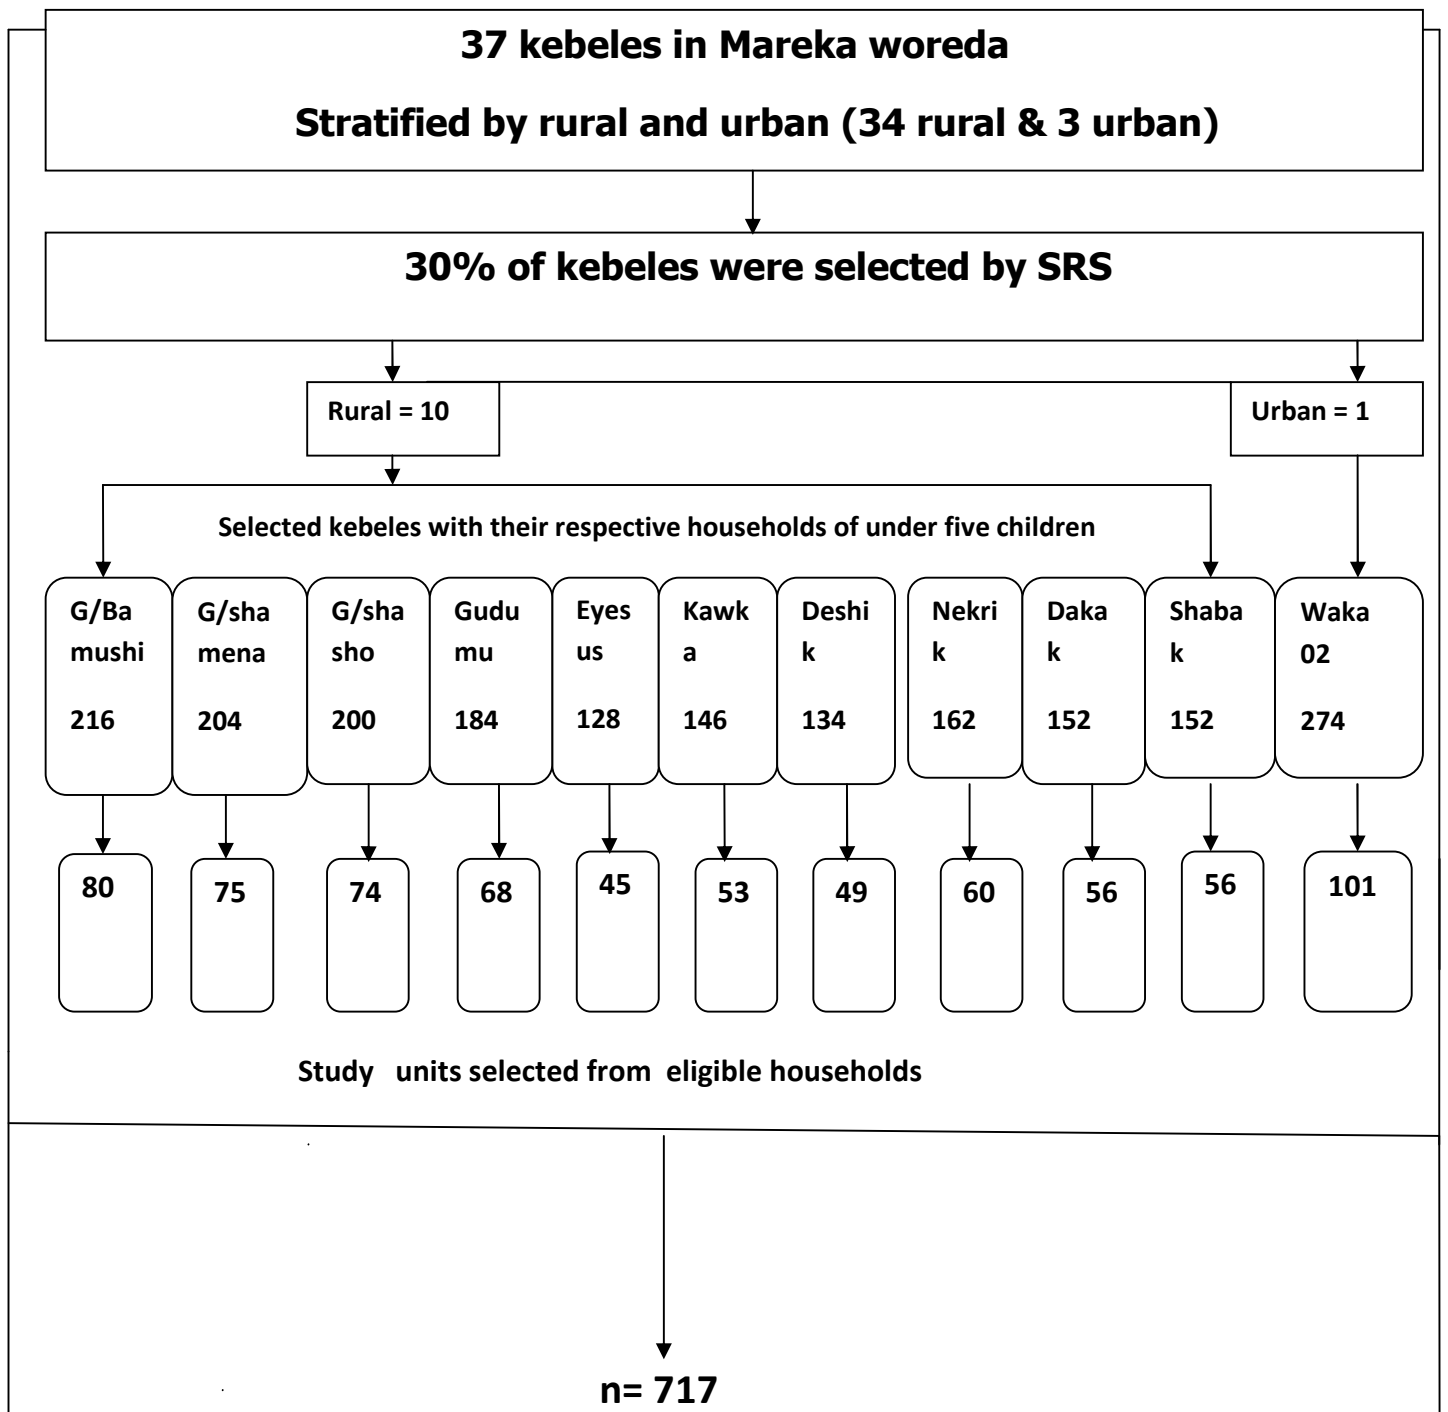 37 kebeles in Mareka woreda
Stratified by rural and urban (34 rural & 3 urban)
30% of kebeles were selected by SRS
Rural = 10
Urban = 1
Selected kebeles with their respective households of under five children
G/Ba
mushi
216
G/sha
mena
204
G/sha
sho
200
Gudu
mu
184
Eyes
us
128
Kawk
a
146
Deshi
k
134
Nekri
k
162
Daka
k
152
Shaba
k
152
Waka
02
274
80
75
74
68
45
53
49
60
56
56
101
Study units selected from eligible households
n= 717